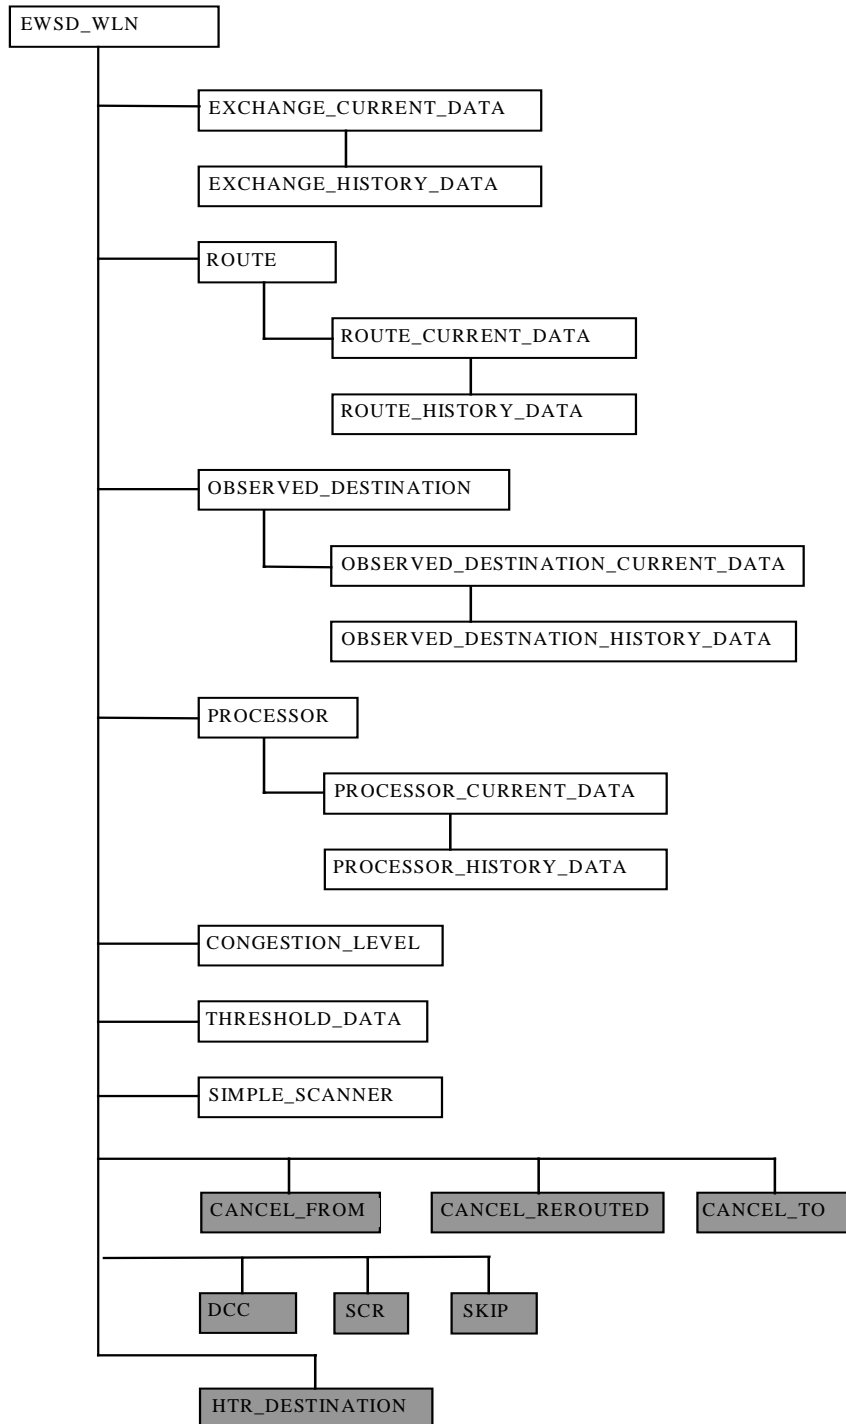 EWSD_WLN
EXCHANGE_CURRENT_DATA
EXCHANGE_HISTORY_DATA
ROUTE
ROUTE_CURRENT_DATA
ROUTE_HISTORY_DATA
OBSERVED_DESTINATION
OBSERVED_DESTINATION_CURRENT_DATA
OBSERVED_DESTNATION_HISTORY_DATA
PROCESSOR
PROCESSOR_CURRENT_DATA
PROCESSOR_HISTORY_DATA
CONGESTION_LEVEL
THRESHOLD_DATA
SIMPLE_SCANNER
CANCEL_FROM CANCEL_REROUTED CANCEL_TO
DCC SCR SKIP
HTR_DESTINATION